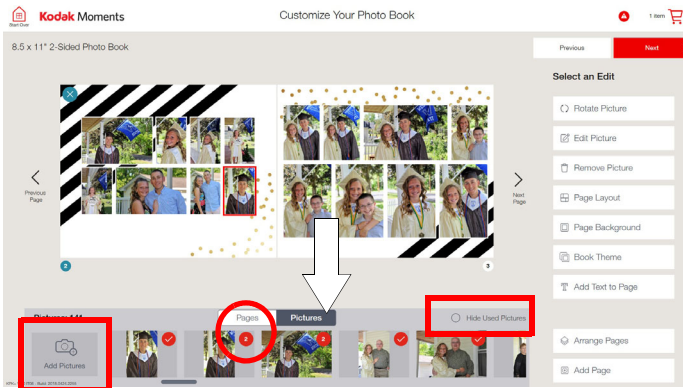 Start Over
Kodak Moments
Customize Your Photo Book
1 item
8.5 x 11" 2-Sided Photo Book
Previous
Next
Select an Edit
Rotate Picture
Edit Picture
Remove Picture
Page Layout
Page Background
Book Theme
Add Text to Page
Arrange Pages
Add Page
Previous
Page
Next
Page
2
3
Pages
Pictures
Hide Used Pictures
Add Pictures
2
2